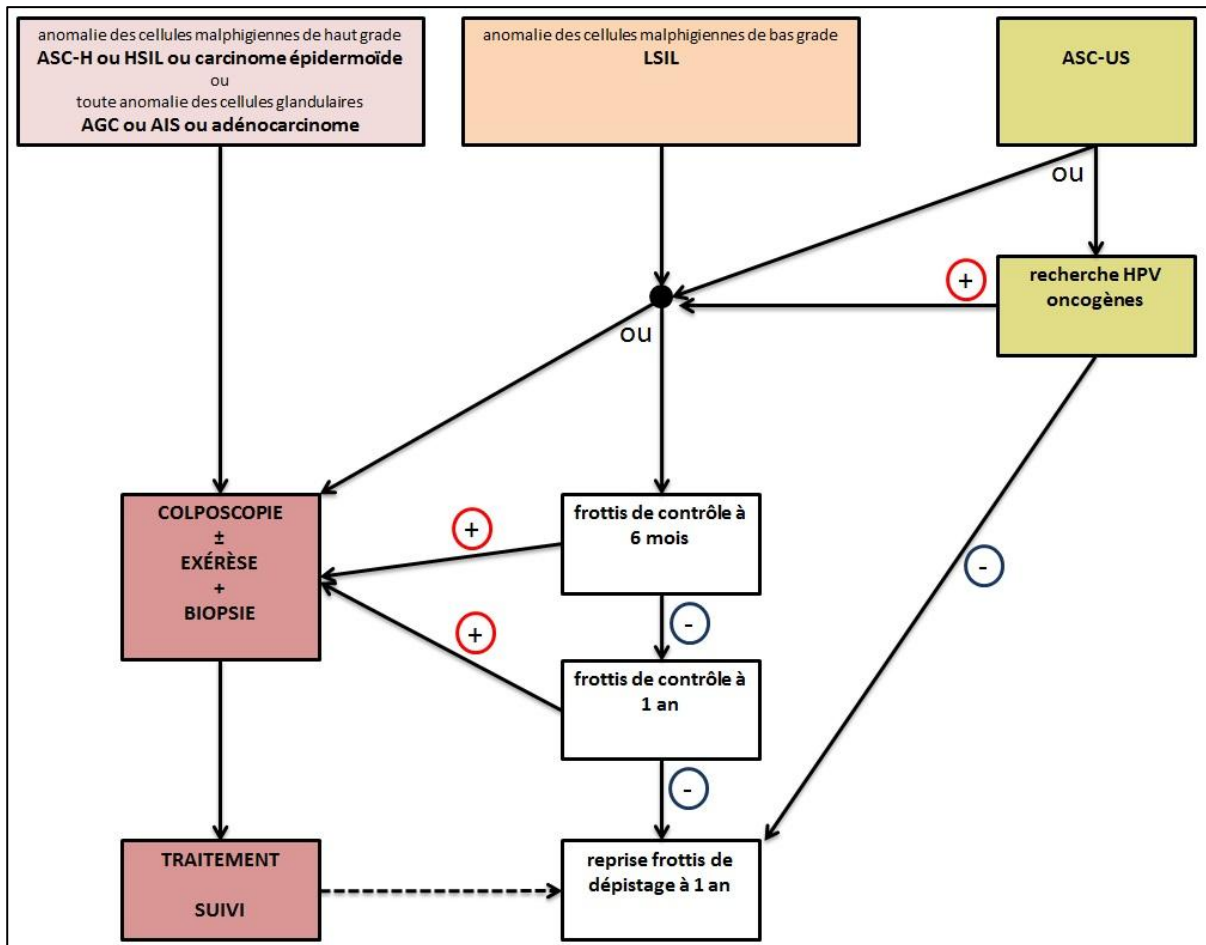 anomalie des cellules malphigiennes de haut grade
ASC-H ou HSIL ou carcinome épidermoïde
ou
toute anomalie des cellules glandulaires
AGC ou AIS ou adénocarcinome
anomalie des cellules malphigiennes de bas grade
LSIL
ASC-US
ou
recherche HPV
oncogènes
+
ou
COLPOSCOPIE
±
EXÉRÈSE
+
BIOPSIE
+
frottis de contrôle à
6 mois
-
-
+
frottis de contrôle à
1 an
-
TRAITEMENT
SUIVI
reprise frottis de
dépistage à 1 an